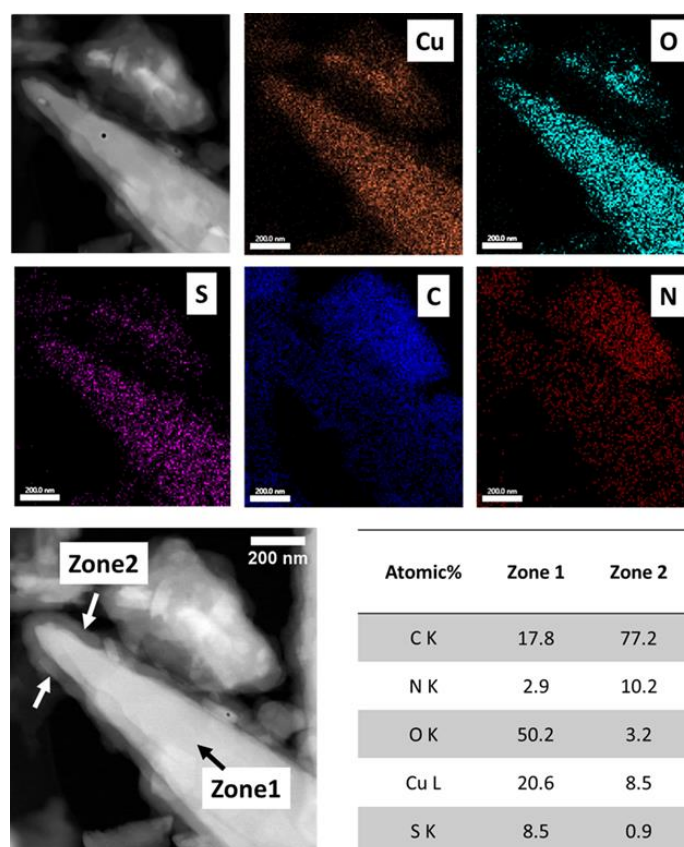 Cu
O
200.0 nm
200.0 nm
S
C
N
200.0 nm
200.0 nm
200.0 nm
200 nm
Zone2
Zone1
Atomic% Zone 1 Zone 2
C K 17.8 77.2
N K 2.9 10.2
O K 50.2 3.2
Cu L 20.6 8.5
S K 8.5 0.9